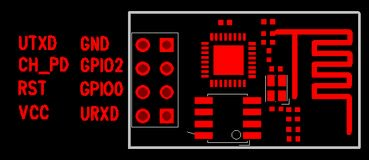 UTXD GND
CH_PD GPIO2
RST GPIO0
VCC URXD